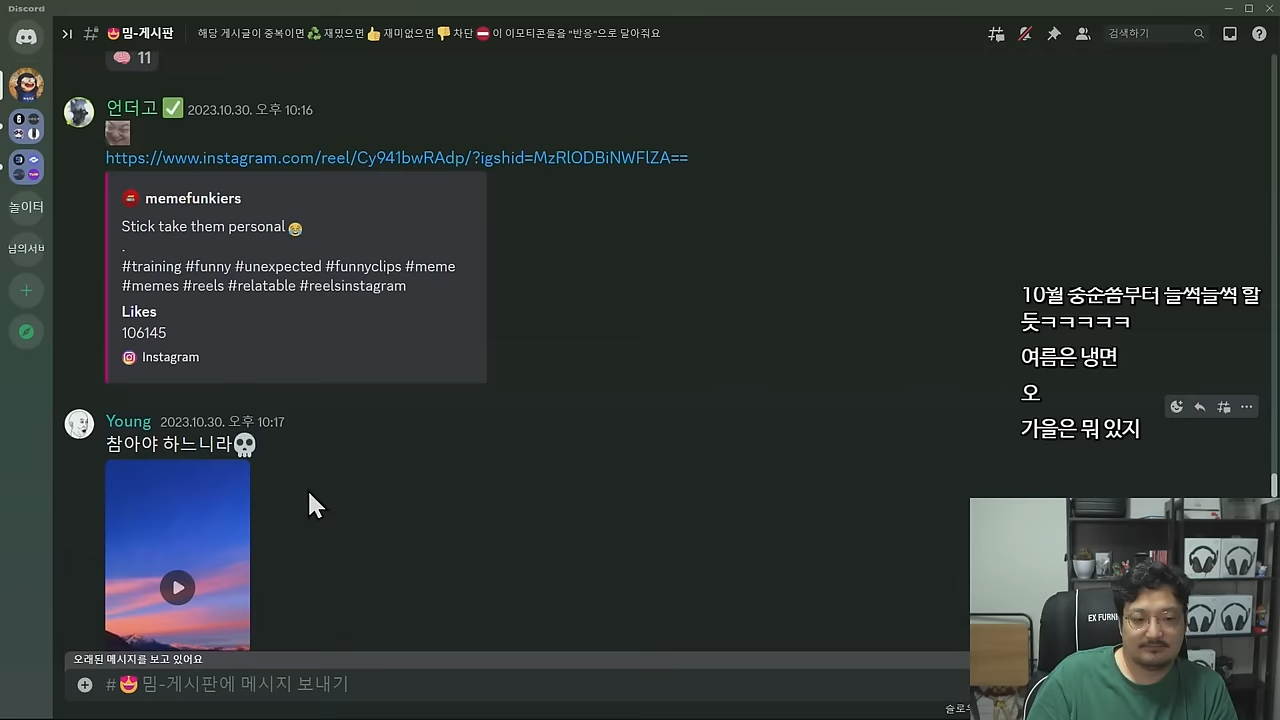 Discord
밈-게시판
해당 게시글이 중복이면 ♻ 재밌으면 👍 재미없으면 👎 차단 ⛔ 이 이모티콘들을 "반응"으로 달아줘요
검색하기
11
언더고 ✅ 2023.10.30. 오후 10:16
https://www.instagram.com/reel/Cy941bwRAdp/?igshid=MzRlODBiNWFlZA==
memefunkiers
Stick take them personal 😂
.
#training #funny #unexpected #funnyclips #meme
#memes #reels #relatable #reelsinstagram
Likes
106145
Instagram
놀이터
님의서버
10월 중순쯤부터 늘썩늘썩 할
듯ㅋㅋㅋㅋㅋ
여름은 냉면
오
가을은 뭐 있지
Young 2023.10.30. 오후 10:17
참아야 하느니라💀
오래된 메시지를 보고 있어요
#😍밈-게시판에 메시지 보내기
EX FURNI